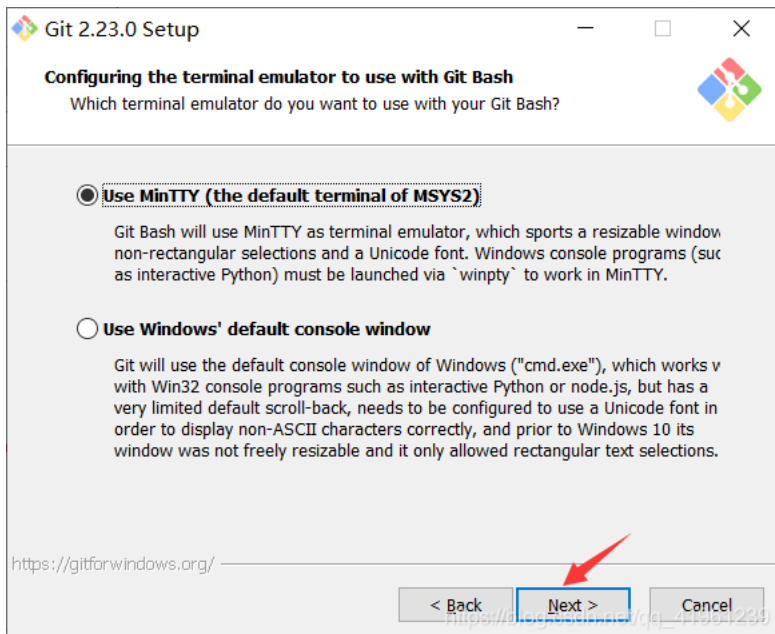 Git 2.23.0 Setup
Configuring the terminal emulator to use with Git Bash
Which terminal emulator do you want to use with your Git Bash?
Use MinTTY (the default terminal of MSYS2)
Git Bash will use MinTTY as terminal emulator, which sports a resizable window
non-rectangular selections and a Unicode font. Windows console programs (suc
as interactive Python) must be launched via `winpty` to work in MinTTY.
Use Windows' default console window
Git will use the default console window of Windows ("cmd.exe"), which works w
with Win32 console programs such as interactive Python or node.js, but has a
very limited default scroll-back, needs to be configured to use a Unicode font in
order to display non-ASCII characters correctly, and prior to Windows 10 its
window was not freely resizable and it only allowed rectangular text selections.
https://gitforwindows.org/
< Back Next > Cancel